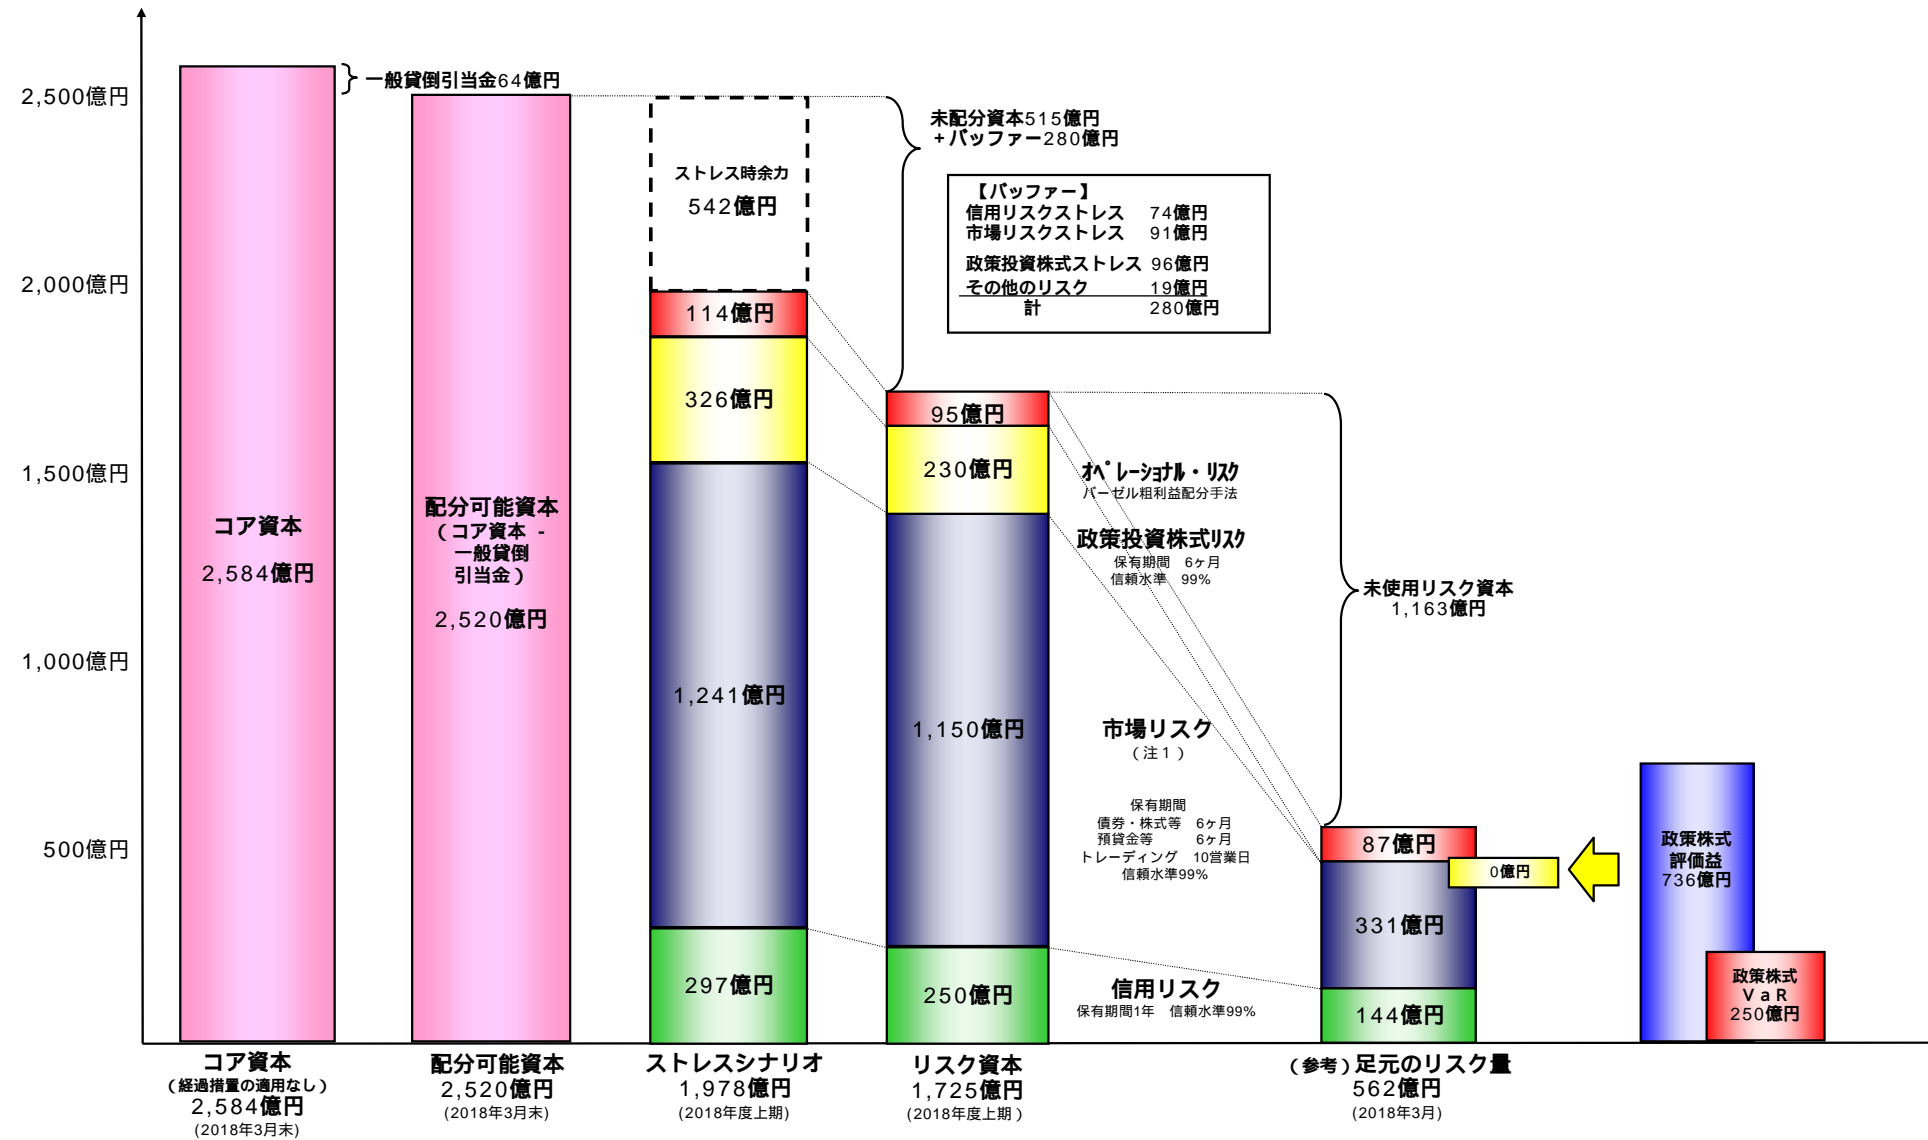 2,500億円
2,000億円
1,500億円
1,000億円
500億円
一般貸倒引当金64億円
コア資本
2,584億円
配分可能資本
(コア資本 -
一般貸倒
引当金)
2,520億円
ストレス時余力
542億円
114億円
326億円
1,241億円
297億円
未配分資本515億円
+バッファー280億円
【バッファー】
信用リスクストレス 74億円
市場リスクストレス 91億円
政策投資株式ストレス 96億円
その他のリスク 19億円
計 280億円
95億円
230億円
1,150億円
250億円
オペレーショナル・リスク
バーゼル粗利益配分手法
政策投資株式リスク
保有期間 6ヶ月
信頼水準 99%
市場リスク
(注1)
保有期間
債券・株式等 6ヶ月
預貸金等 6ヶ月
トレーディング 10営業日
信頼水準99%
信用リスク
保有期間1年 信頼水準99%
未使用リスク資本
1,163億円
87億円
0億円
331億円
144億円
政策株式
評価益
736億円
政策株式
VaR
250億円
コア資本
(経過措置の適用なし)
2,584億円
(2018年3月末)
配分可能資本
2,520億円
(2018年3月末)
ストレスシナリオ
1,978億円
(2018年度上期)
リスク資本
1,725億円
(2018年度上期)
(参考)足元のリスク量
562億円
(2018年3月)